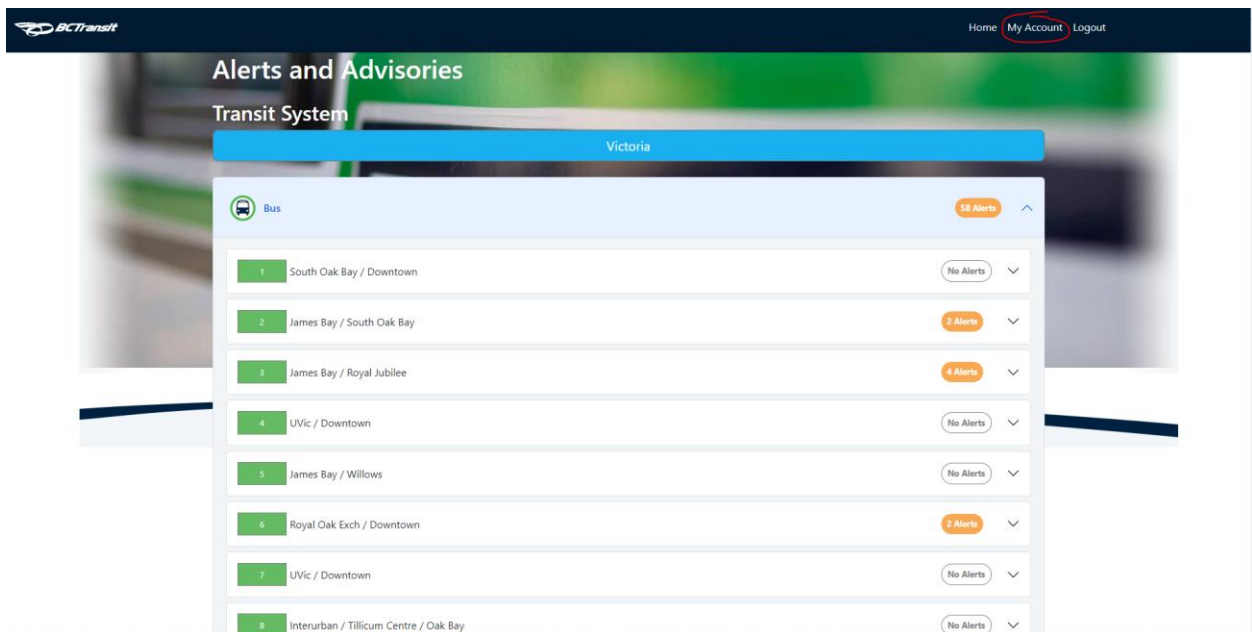 BCTransit
Home My Account Logout
Alerts and Advisories
Transit System
Victoria
Bus 58 Alerts
1 South Oak Bay / Downtown No Alerts
2 James Bay / South Oak Bay 2 Alerts
3 James Bay / Royal Jubilee 4 Alerts
4 UVic / Downtown No Alerts
5 James Bay / Willows No Alerts
6 Royal Oak Exch / Downtown 2 Alerts
7 UVic / Downtown No Alerts
8 Interurban / Tillicum Centre / Oak Bay No Alerts